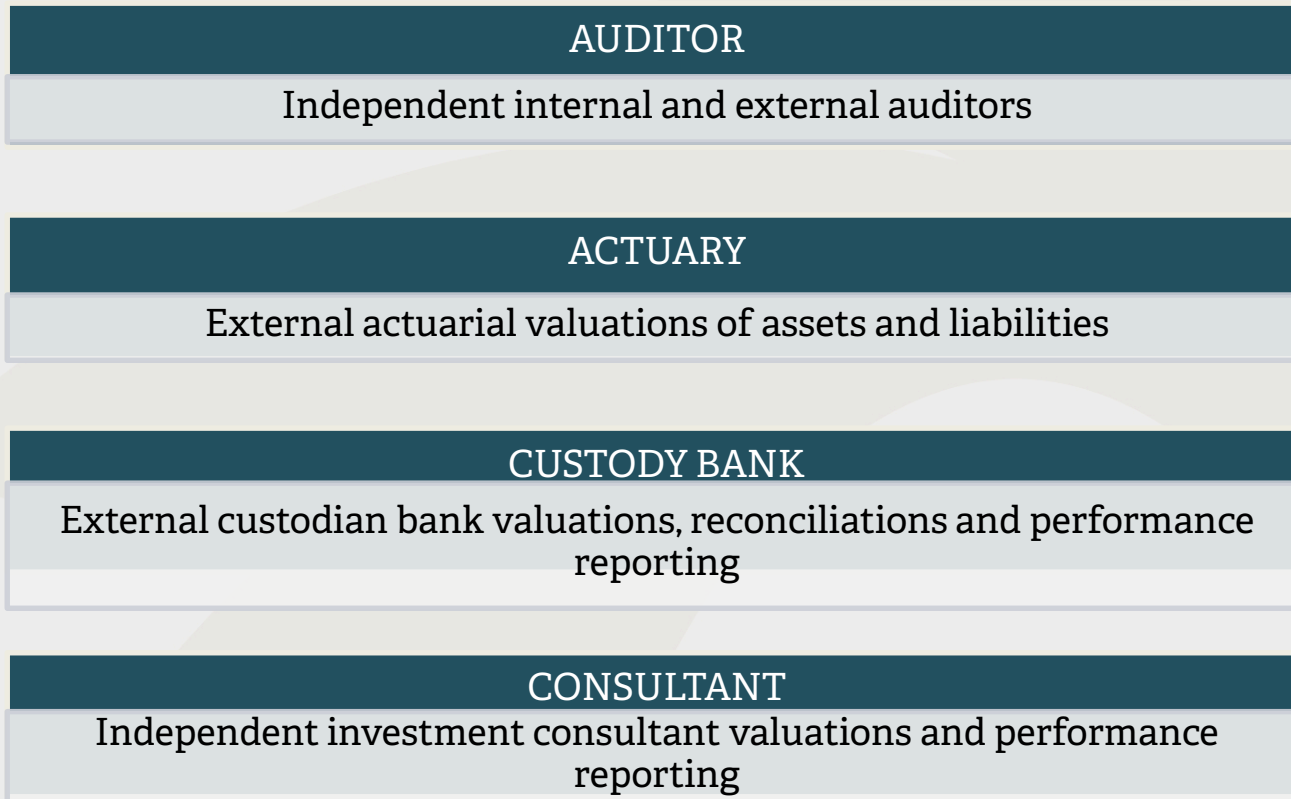 AUDITOR
Independent internal and external auditors
ACTUARY
External actuarial valuations of assets and liabilities
CUSTODY BANK
External custodian bank valuations, reconciliations and performance
reporting
CONSULTANT
Independent investment consultant valuations and performance
reporting